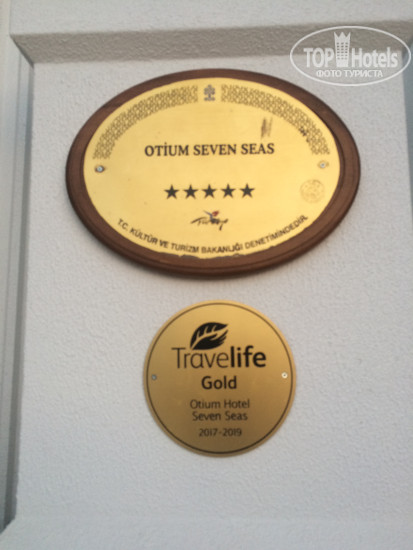 TOP Hotels
ФОТО ТУРИСТА
OTİUM SEVEN SEAS
★★★★★
T.C. KÜLTÜR VE TURİZM BAKANLIĞI DENETİMİNDEDİR.
Travelife
Gold
Otium Hotel
Seven Seas
2017-2019